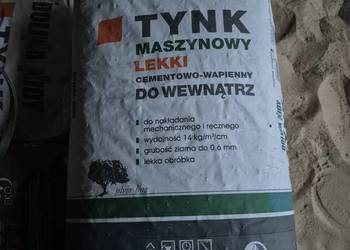 TYNK
MASZYNOWY
LEKKI
CEMENTOWO-WAPIENNY
DO WEWNĄTRZ
do nakładania
mechanicznego i ręcznego
wydajność 14 kg/m²/cm
grubość ziarna do 0,6 mm
lekka obróbka